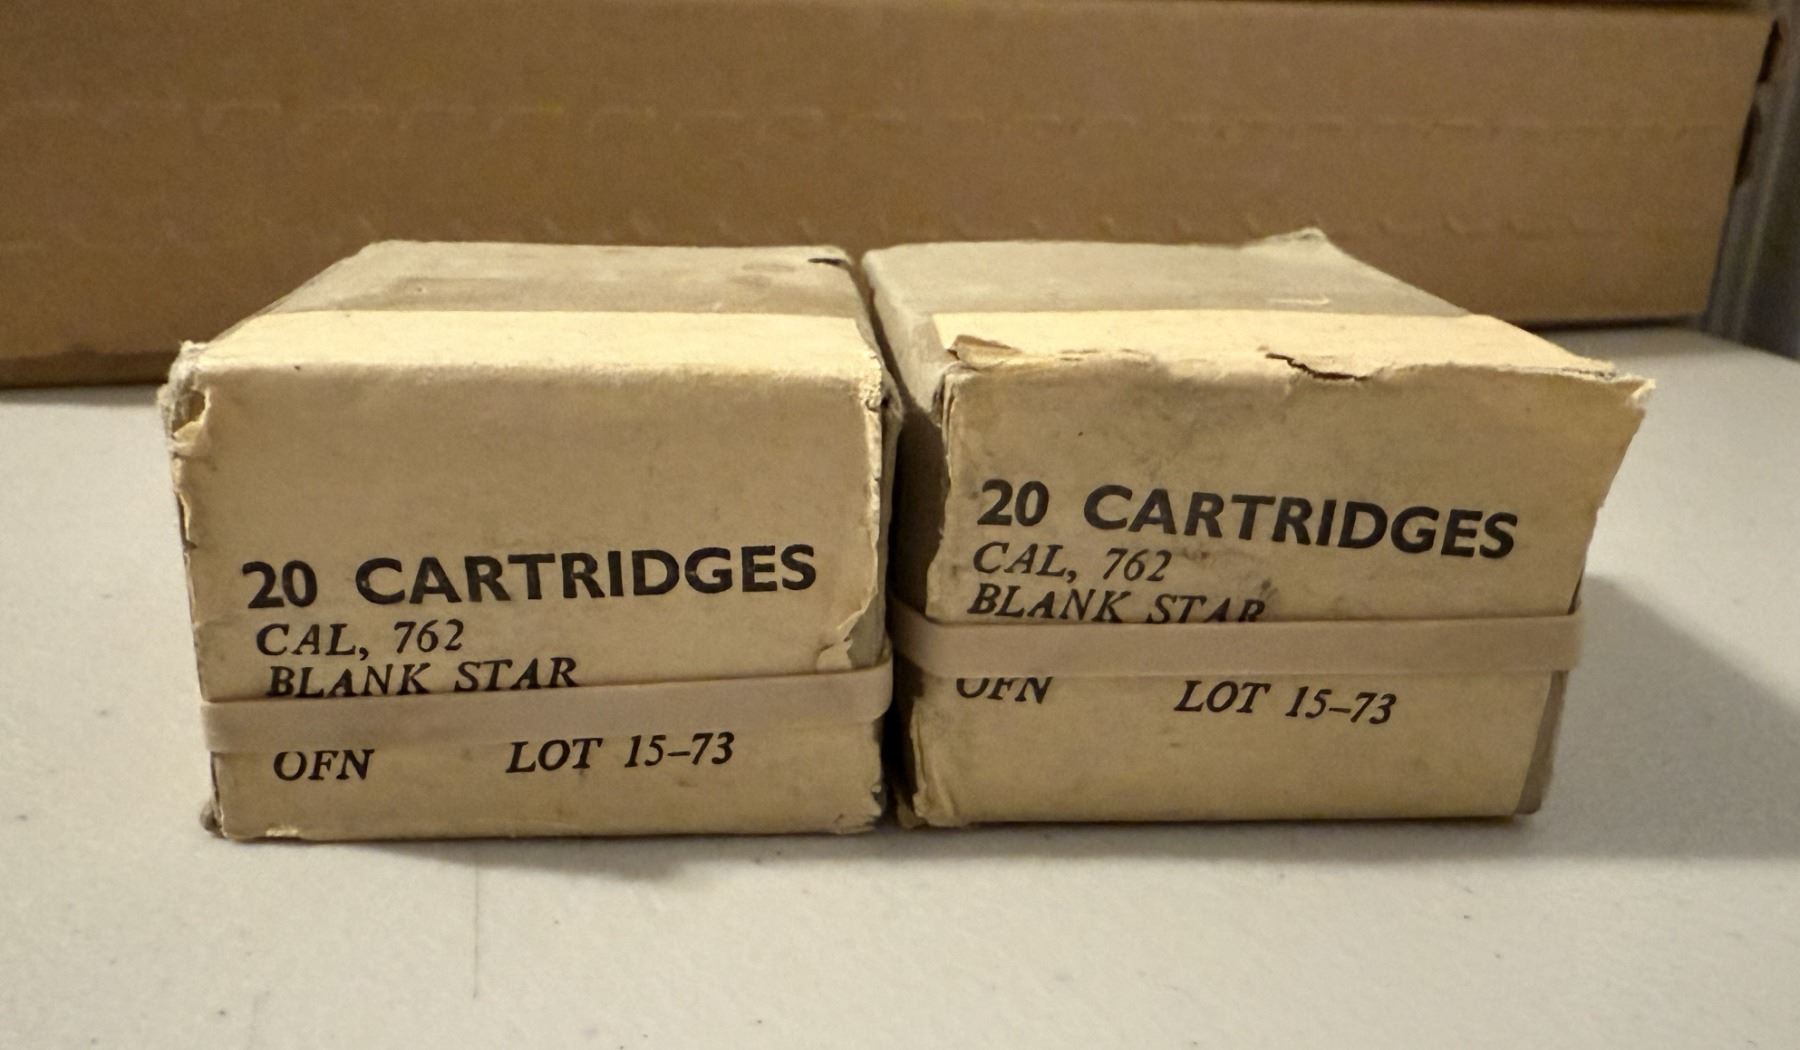 20 CARTRIDGES
CAL, 762
BLANK STAR
OFN LOT 15-73
20 CARTRIDGES
CAL, 762
BLANK STAR
OFN LOT 15-73